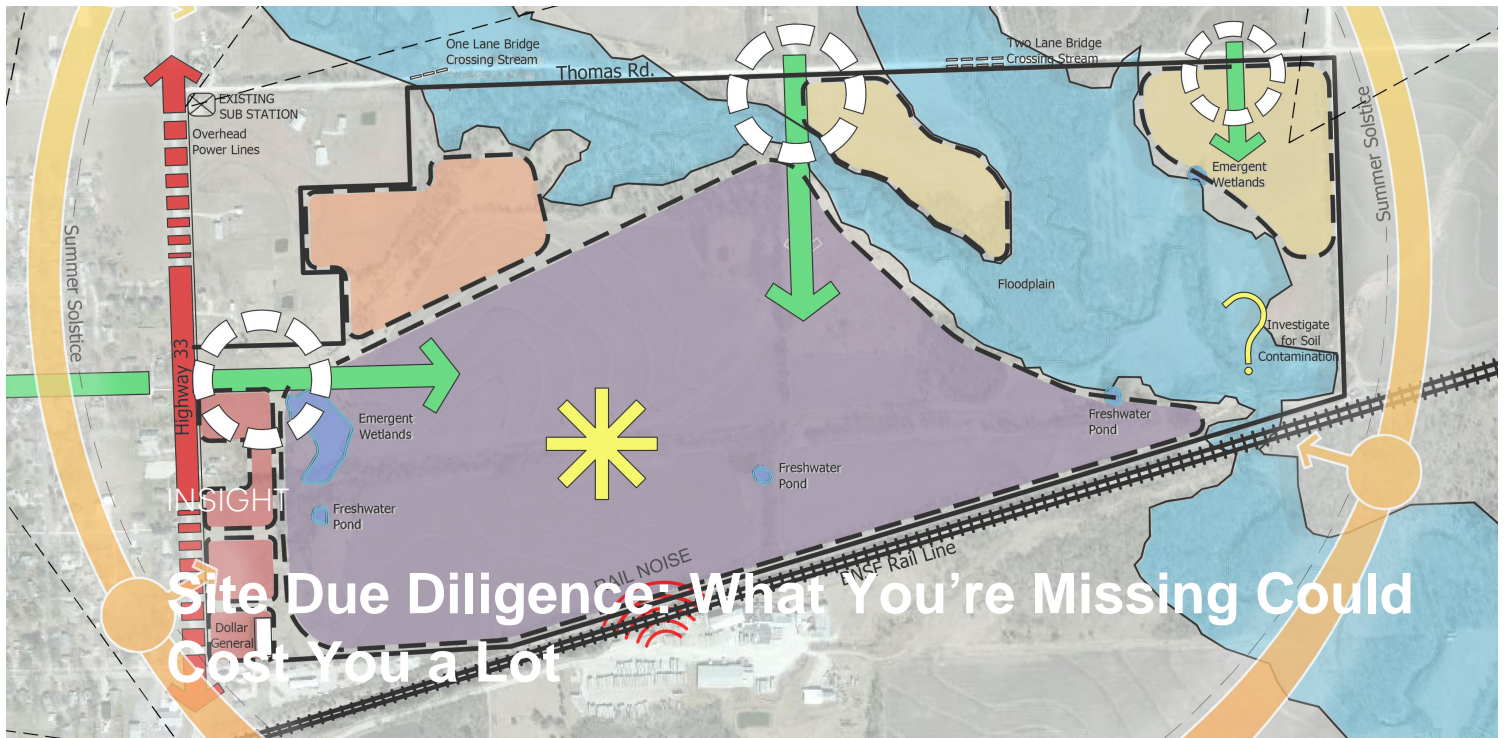 One Lane Bridge
Crossing Stream
Thomas Rd.
Two Lane Bridge
Crossing Stream
EXISTING
SUB STATION
Overhead
Power Lines
Summer Solstice
Summer Solstice
Emergent
Wetlands
Floodplain
Investigate
for Soil
Contamination
Highway 33
Emergent
Wetlands
Freshwater
Pond
Freshwater
Pond
INSIGHT
Freshwater
Pond
RAIL NOISE
BNSF Rail Line
Site Due Diligence: What You’re Missing Could
Cost You a Lot
Dollar
General